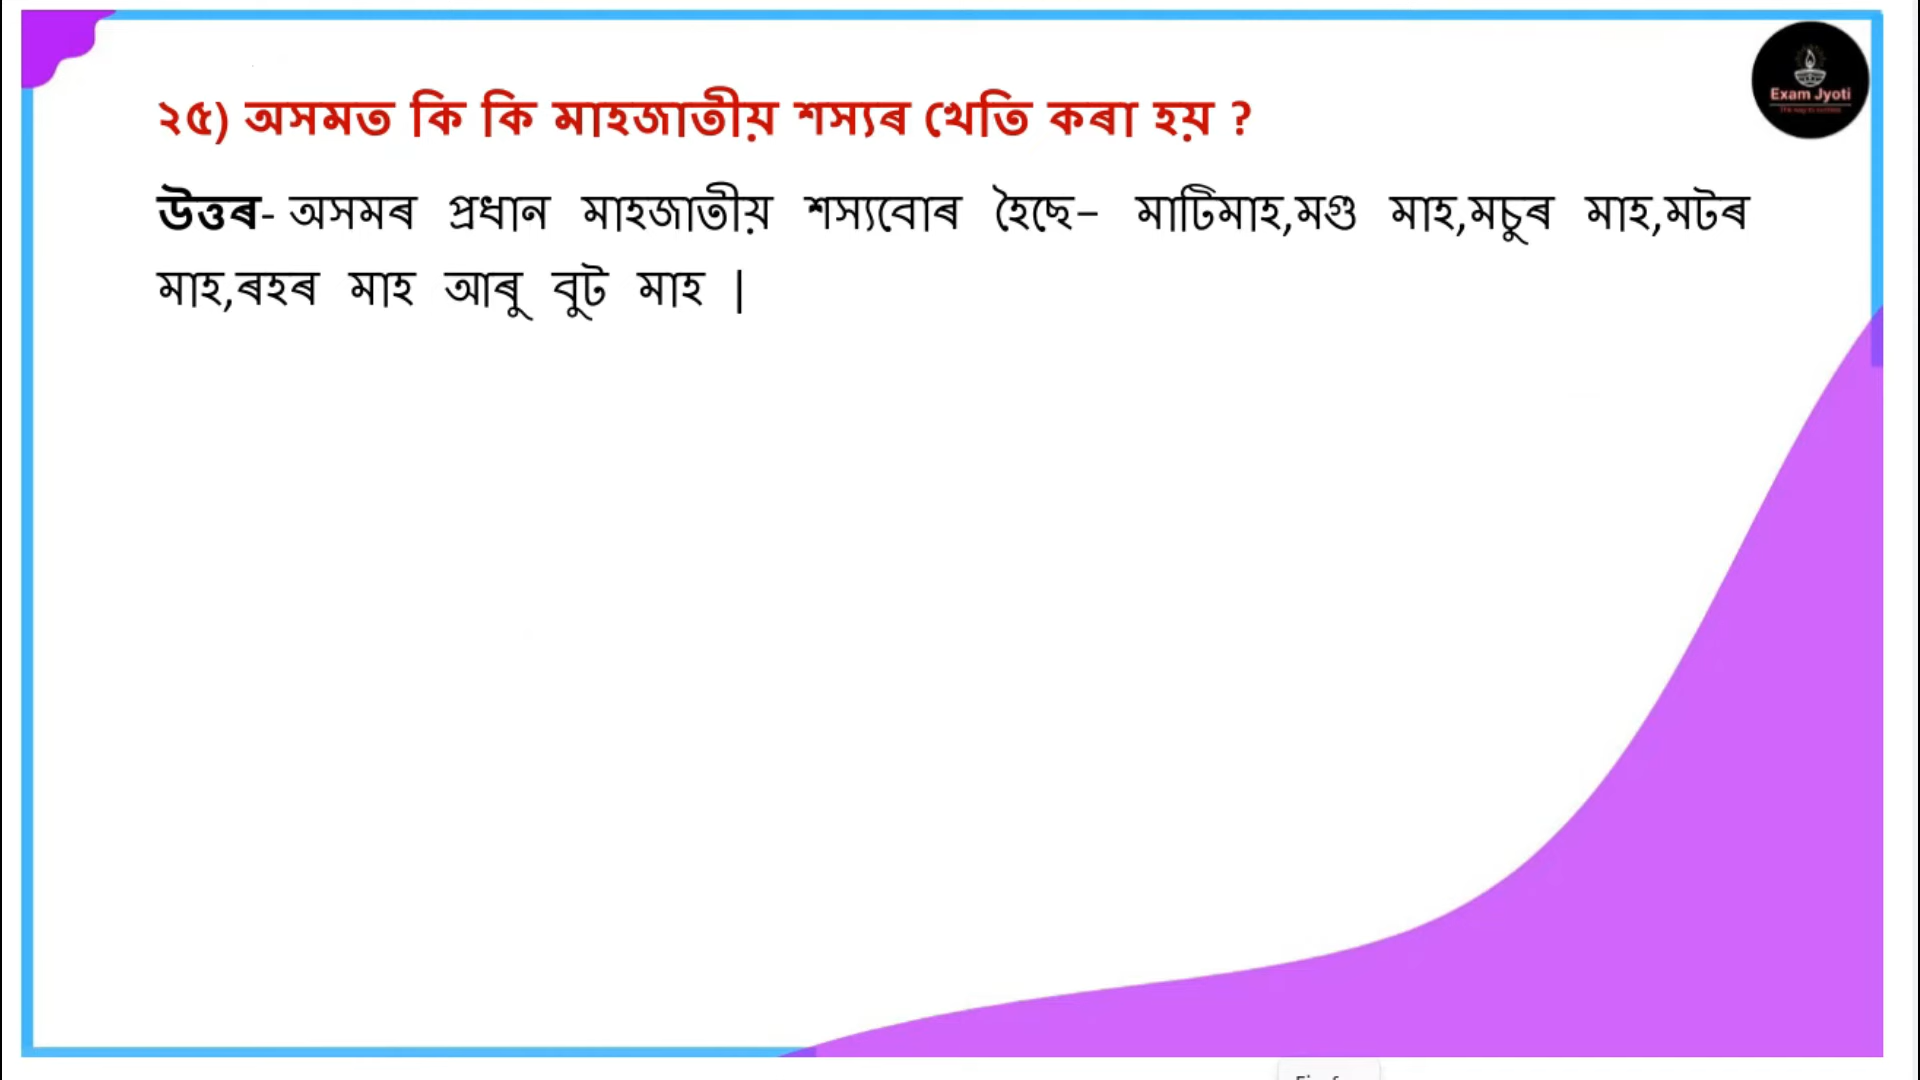 ২৫) অসমত কি কি মাহজাতীয় শস্যৰ খেতি কৰা হয় ?
Exam Jyoti
উত্তৰ- অসমৰ প্ৰধান মাহজাতীয় শস্যবোৰ হৈছে– মাটিমাহ,মগু মাহ,মচুৰ মাহ,মটৰ
মাহ,ৰহৰ মাহ আৰু বুট মাহ |